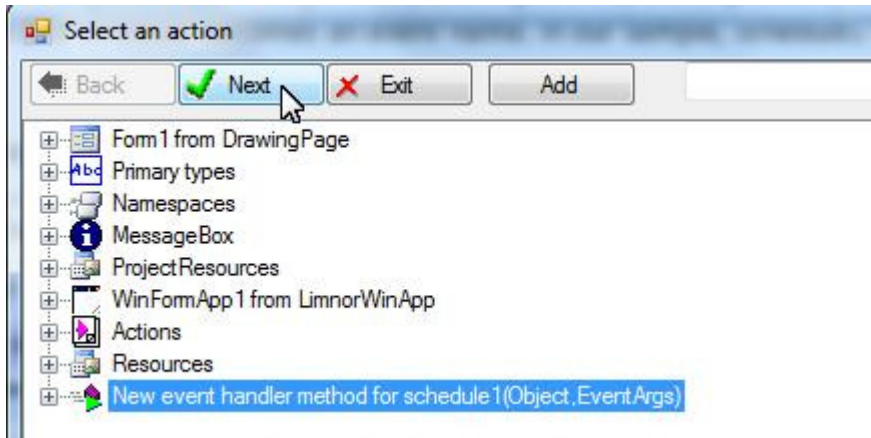 Select an action
Back Next Exit Add
Form1 from DrawingPage
Abc Primary types
Namespaces
MessageBox
ProjectResources
WinFormApp1 from LimnorWinApp
Actions
Resources
New event handler method for schedule1(Object,EventArgs)